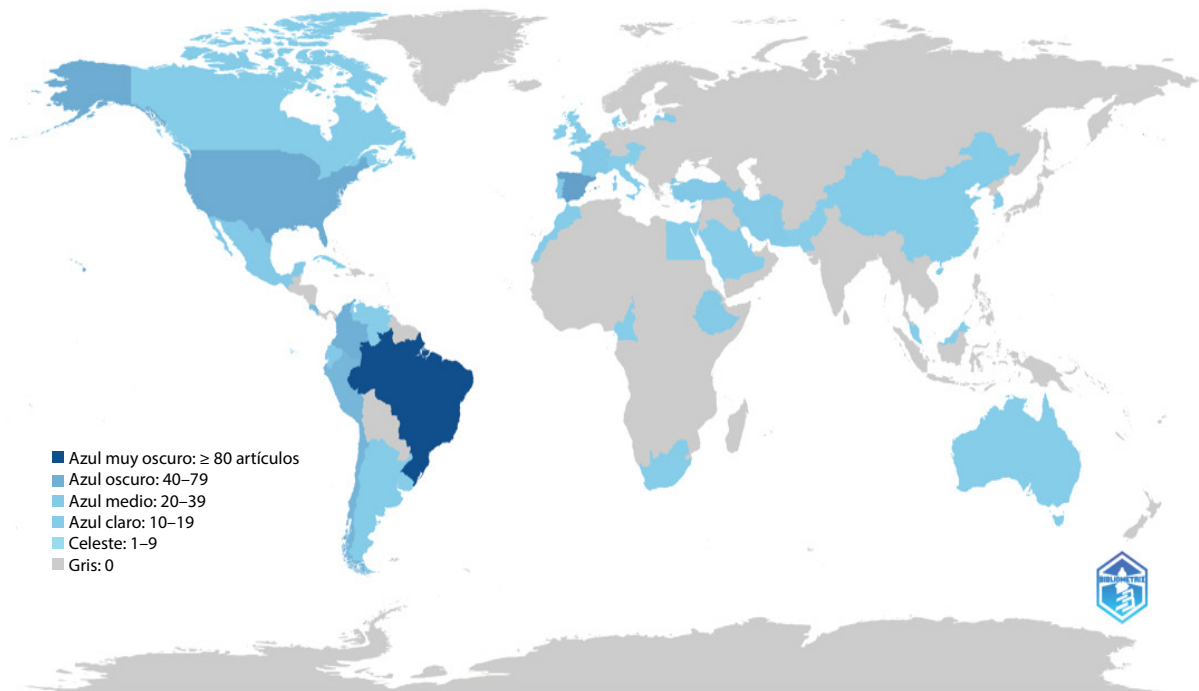 Azul muy oscuro: ≥ 80 artículos
Azul oscuro: 40–79
Azul medio: 20–39
Azul claro: 10–19
Celeste: 1–9
Gris: 0
BIBLIOMETRIX